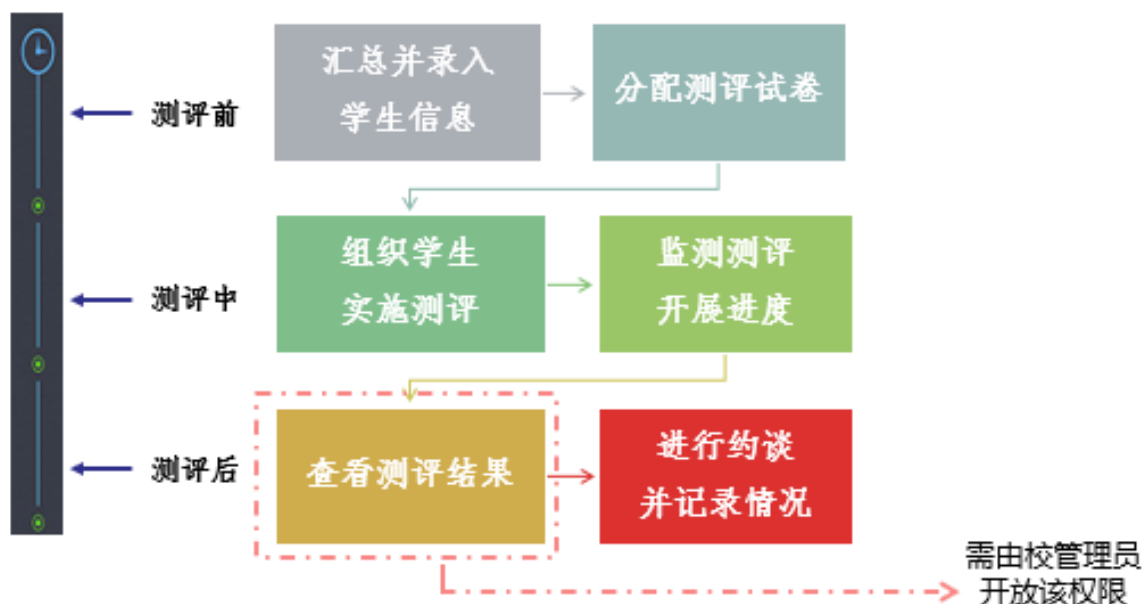 测评前
汇总并录入
学生信息
分配测评试卷
测评中
组织学生
实施测评
监测测评
开展进度
测评后
查看测评结果
进行约谈
并记录情况
需由校管理员
开放该权限